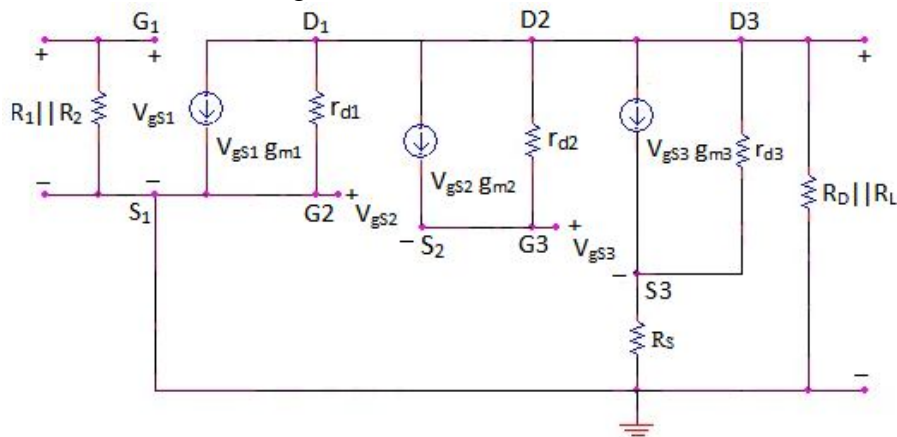 G₁ D₁ D2 D3
+ + +
R₁||R₂ VgS1 rd1 rd2 rd3
VgS1 gm1 VgS2 gm2 VgS3 gm3 RD||RL
− − S₁ G2 + VgS2
− S₂ G3 + VgS3
− S3
RS
−